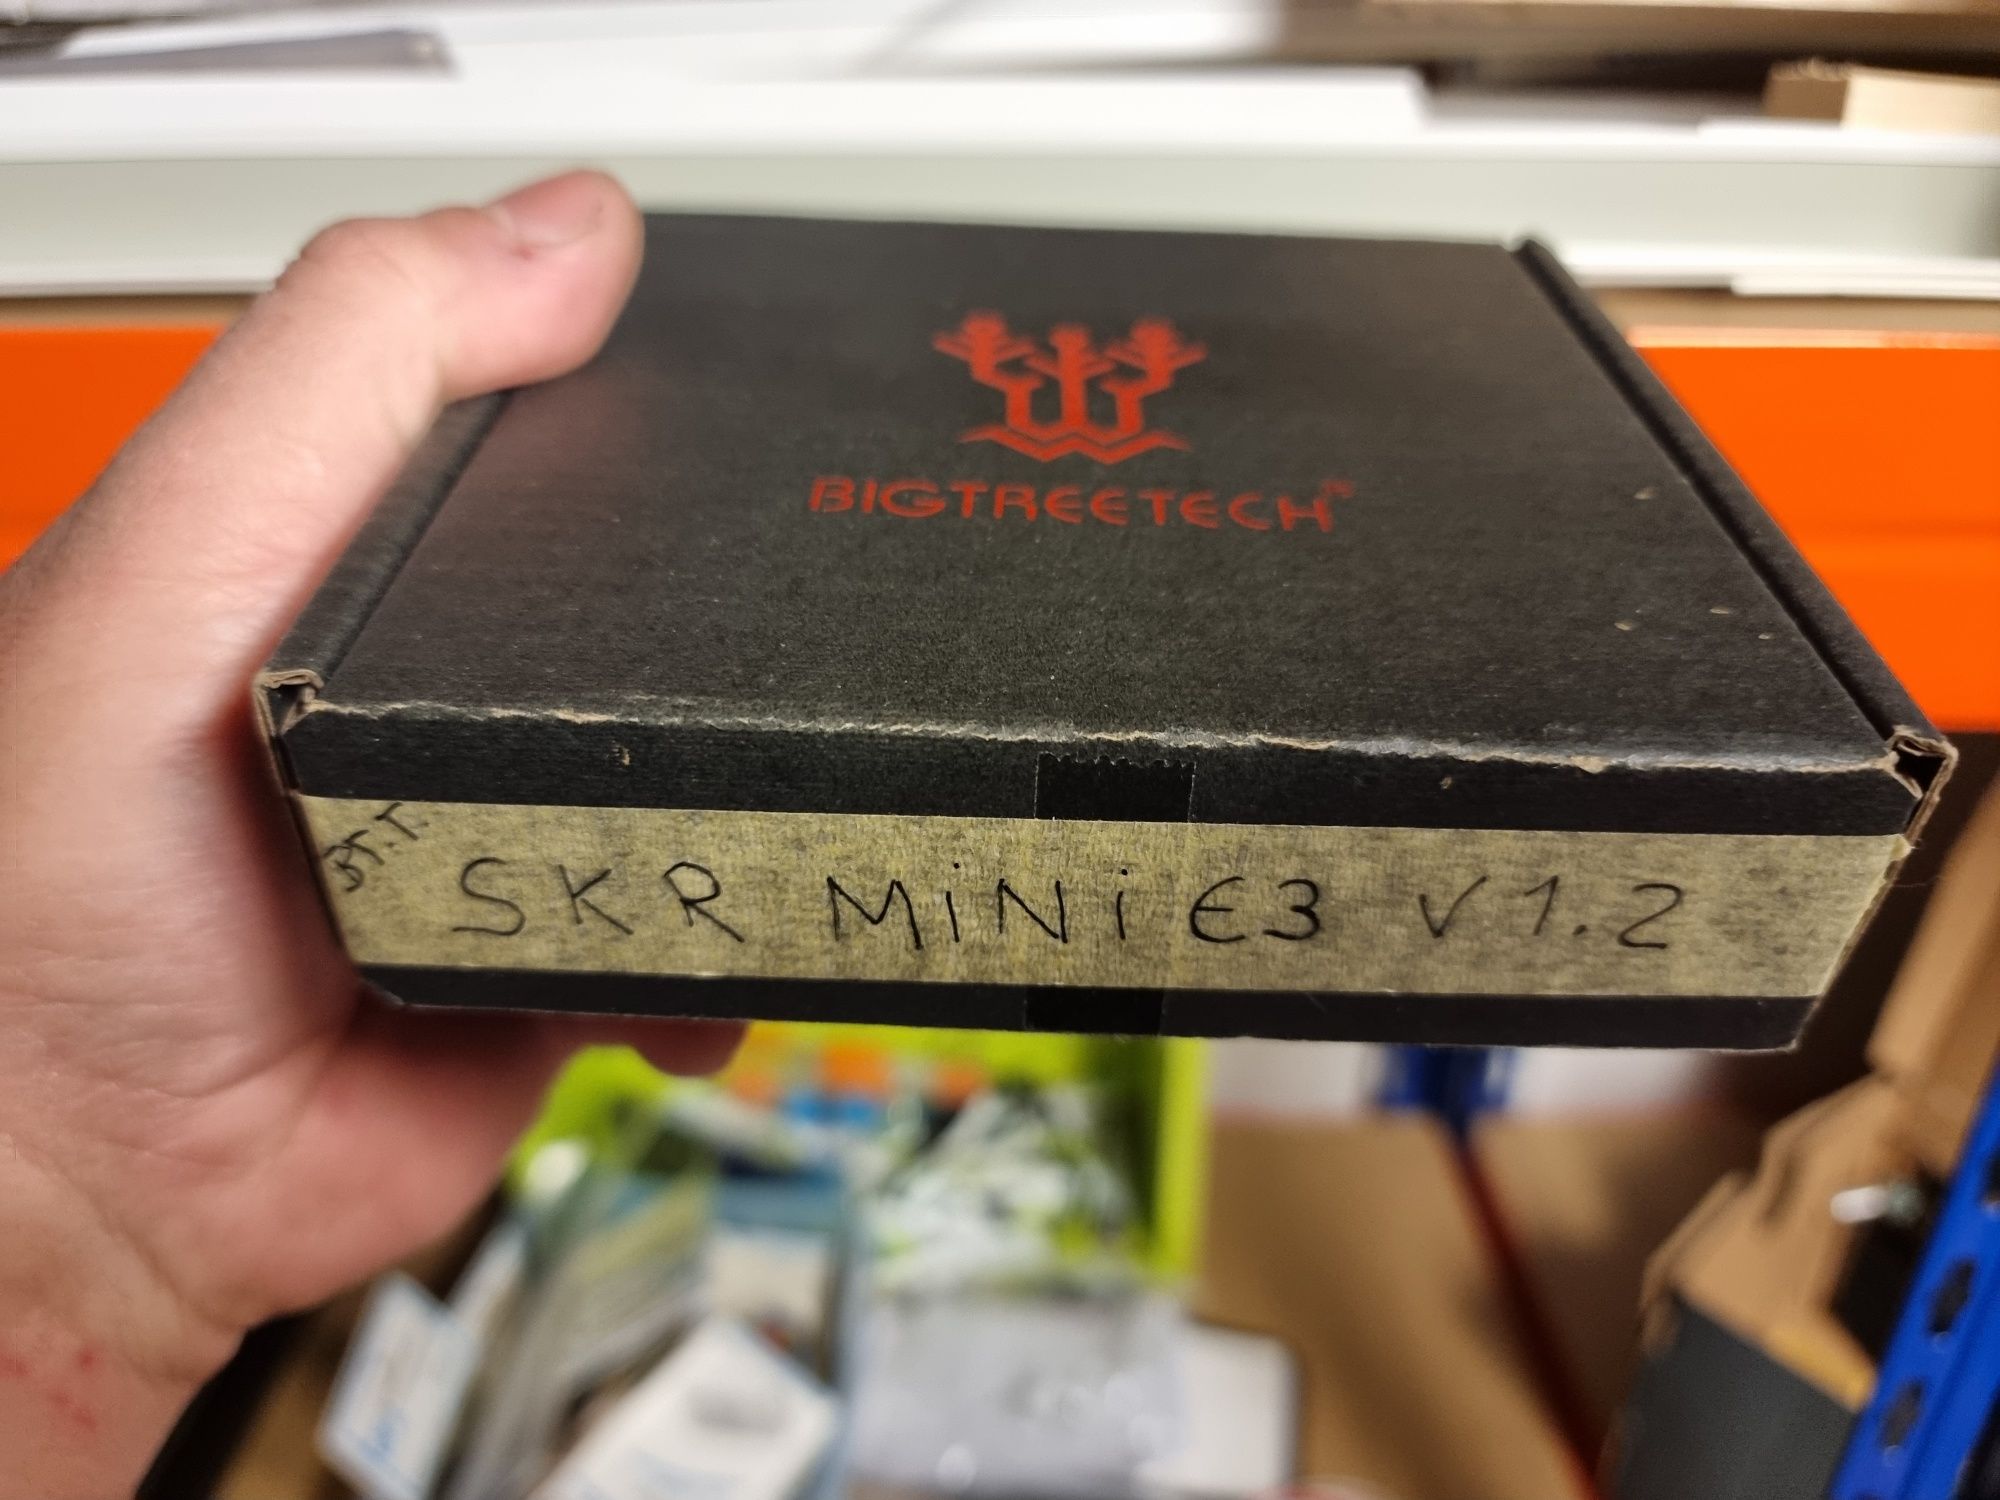 BIGTREETECH
B.T.T.
SKR MiNi E3 V1.2